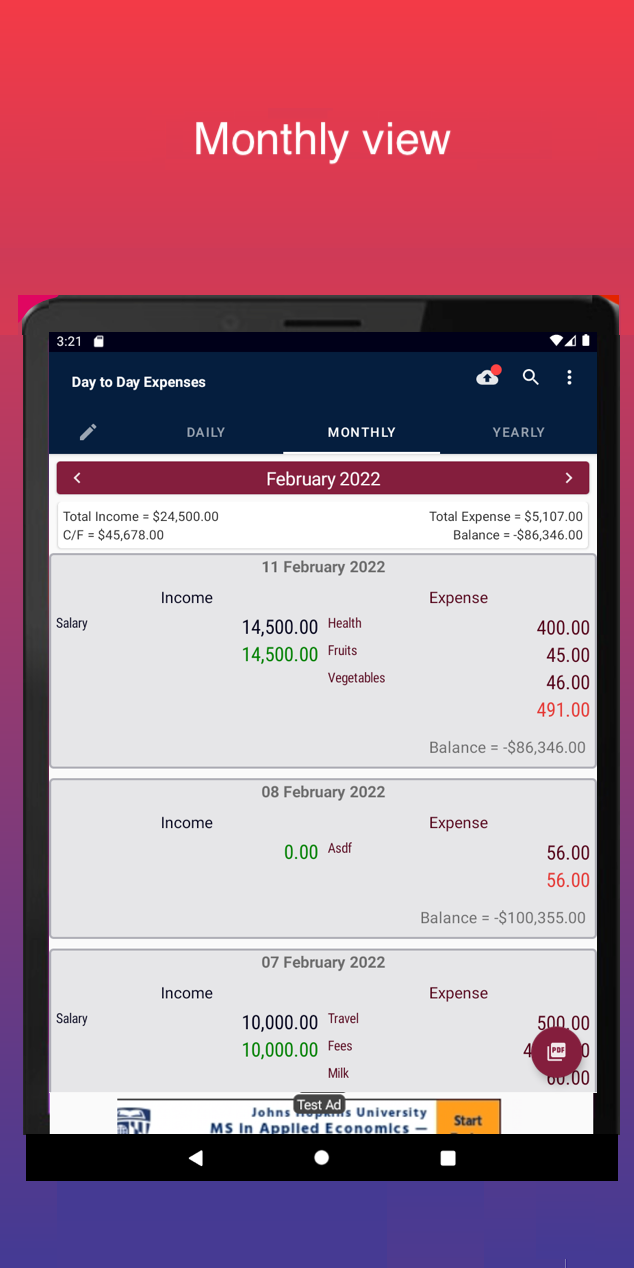 Monthly view
3:21
Day to Day Expenses
DAILY MONTHLY YEARLY
February 2022
Total Income = $24,500.00 Total Expense = $5,107.00
C/F = $45,678.00 Balance = -$86,346.00
11 February 2022
Income Expense
Salary 14,500.00 Health 400.00
14,500.00 Fruits 45.00
Vegetables 46.00
491.00
Balance = -$86,346.00
08 February 2022
Income Expense
0.00 Asdf 56.00
56.00
Balance = -$100,355.00
07 February 2022
Income Expense
Salary 10,000.00 Travel 500.00
10,000.00 Fees
PDF
Milk 60.00
Test Ad
Johns Hopkins University
MS In Applied Economics —
Start